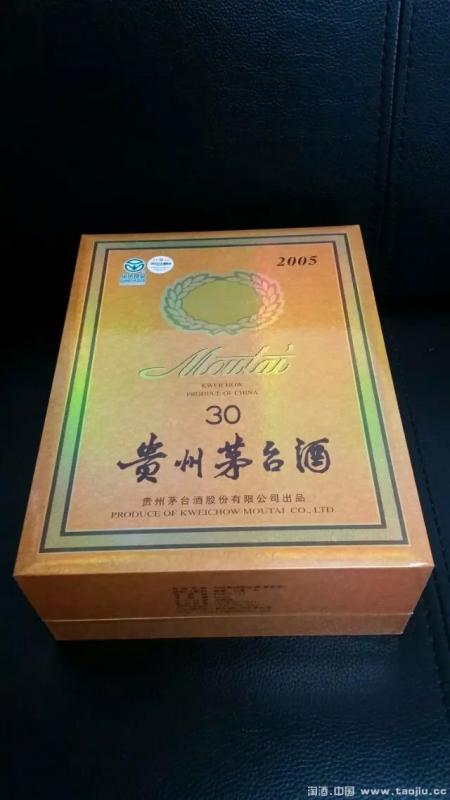 2005
Moutai
KWEICHOW
PRODUCE OF CHINA
30
贵州茅台酒
贵州茅台酒股份有限公司出品
PRODUCE OF KWEICHOW MOUTAI CO., LTD.
淘酒.中国 www.taojiu.cc